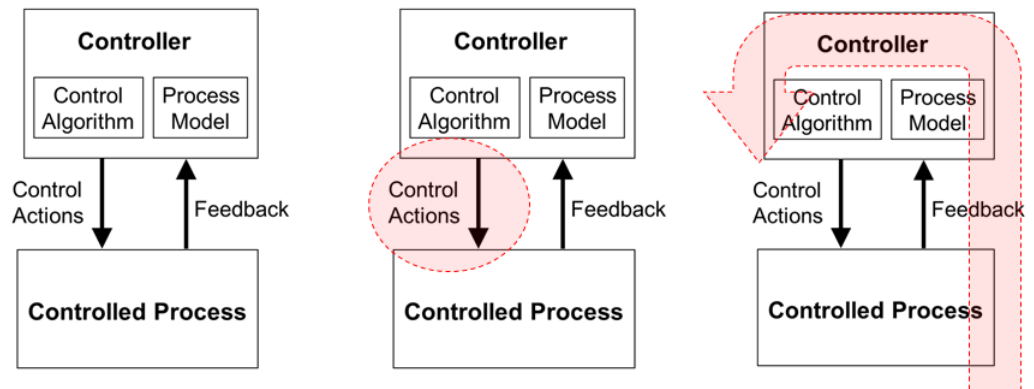 Controller
Control
Algorithm
Process
Model
Control
Actions
Feedback
Controlled Process
Controller
Control
Algorithm
Process
Model
Control
Actions
Feedback
Controlled Process
Controller
Control
Algorithm
Process
Model
Control
Actions
Feedback
Controlled Process